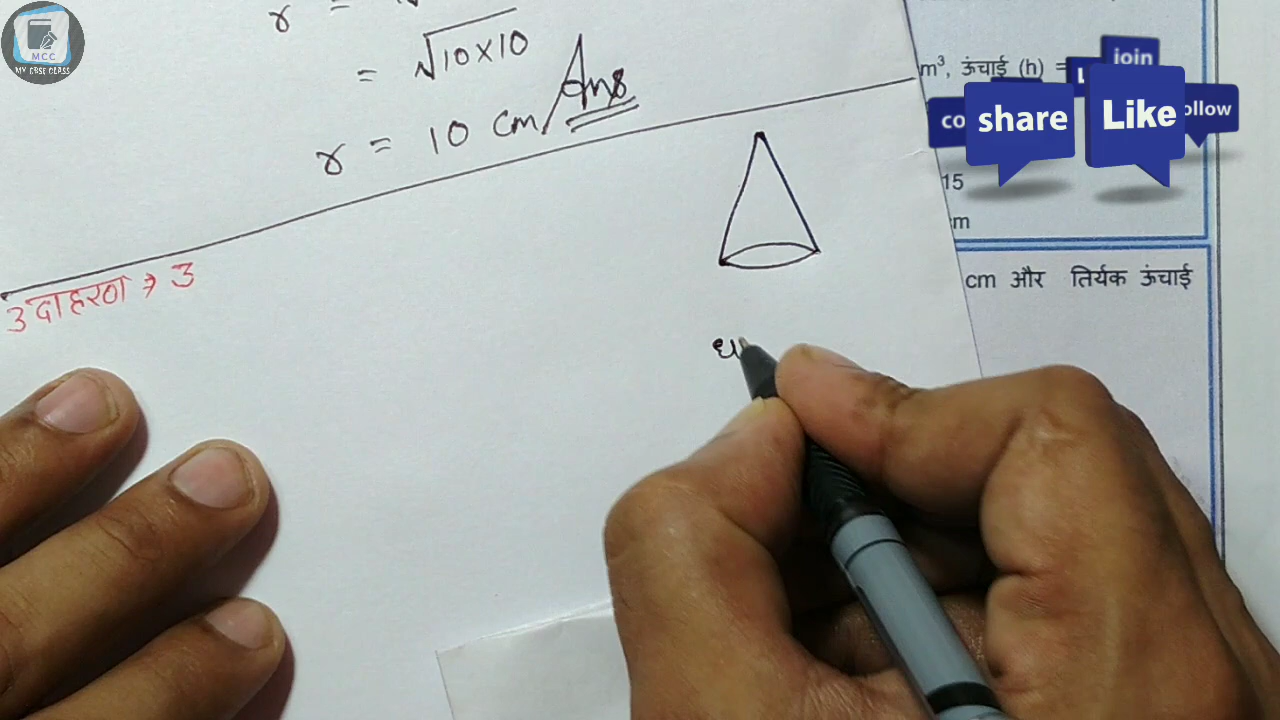 r =
= √10×10
r = 10 cm Ans
उदाहरण → 3
m³, ऊंचाई (h) =
15
cm और तिर्यक ऊंचाई
MCC
MY CBSE CLASS
join
share
Like
ollow